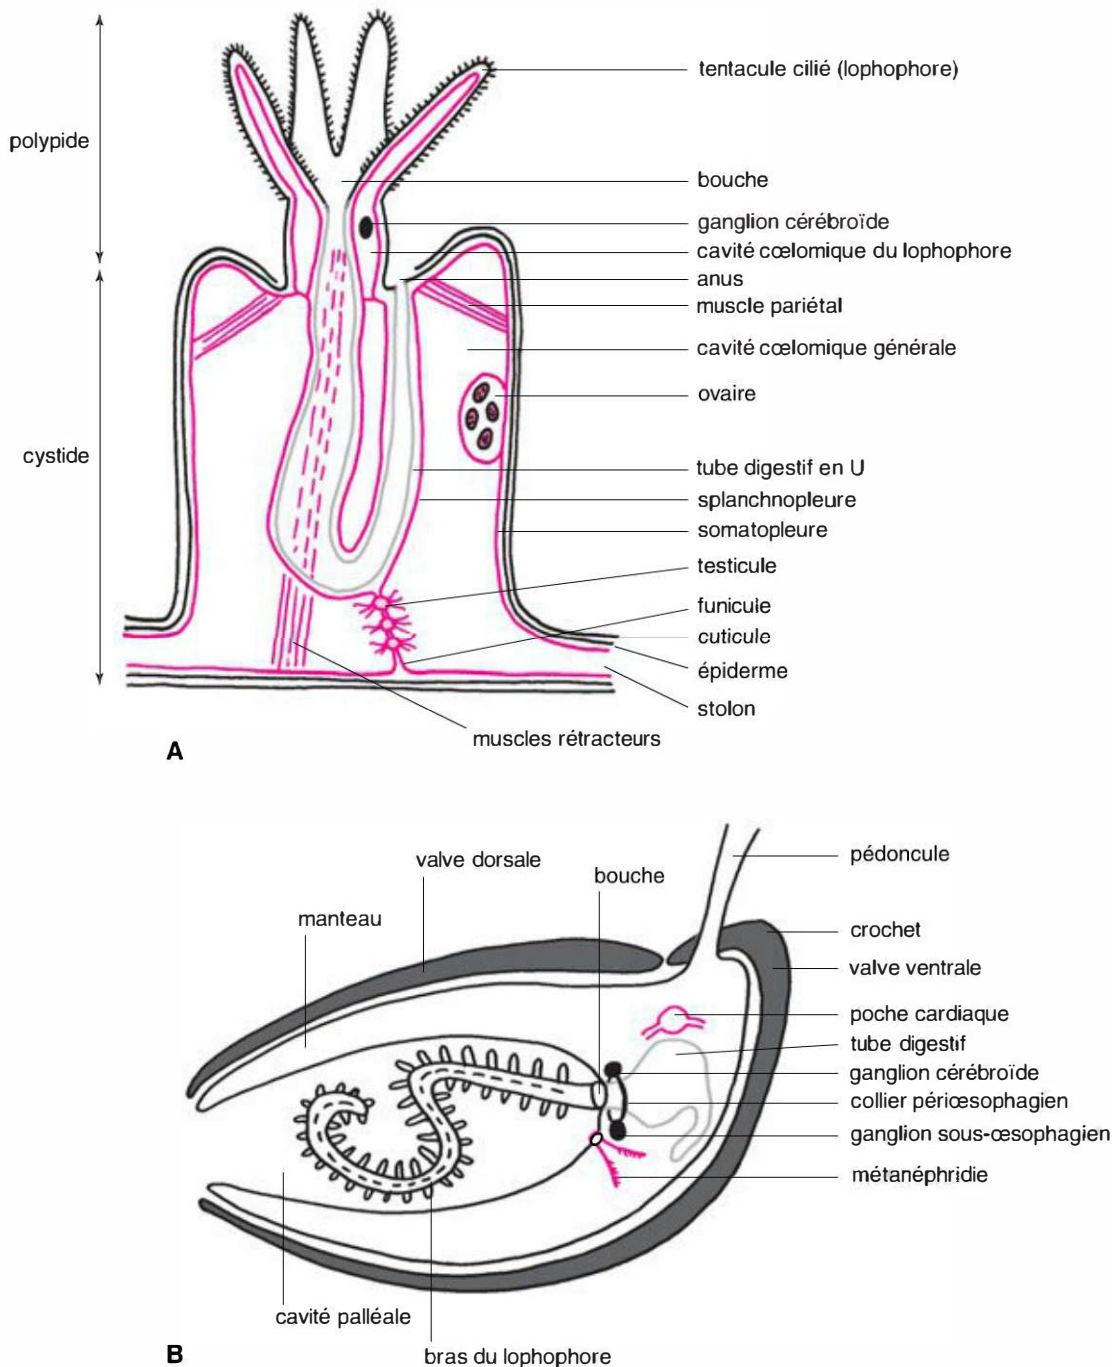 tentacule cilié (lophophore)
polypide
bouche
ganglion cérébroïde
cavité cœlomique du lophophore
anus
muscle pariétal
cavité cœlomique générale
ovaire
cystide
tube digestif en U
splanchnopleure
somatopleure
testicule
funicule
cuticule
épiderme
stolon
muscles rétracteurs
A
valve dorsale
bouche
pédoncule
manteau
crochet
valve ventrale
poche cardiaque
tube digestif
ganglion cérébroïde
collier périœsophagien
ganglion sous-œsophagien
métanéphridie
cavité palléale
B
bras du lophophore